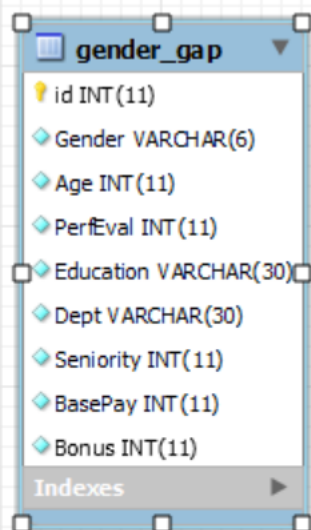 gender_gap
id INT(11)
Gender VARCHAR(6)
Age INT(11)
PerfEval INT(11)
Education VARCHAR(30)
Dept VARCHAR(30)
Seniority INT(11)
BasePay INT(11)
Bonus INT(11)
Indexes